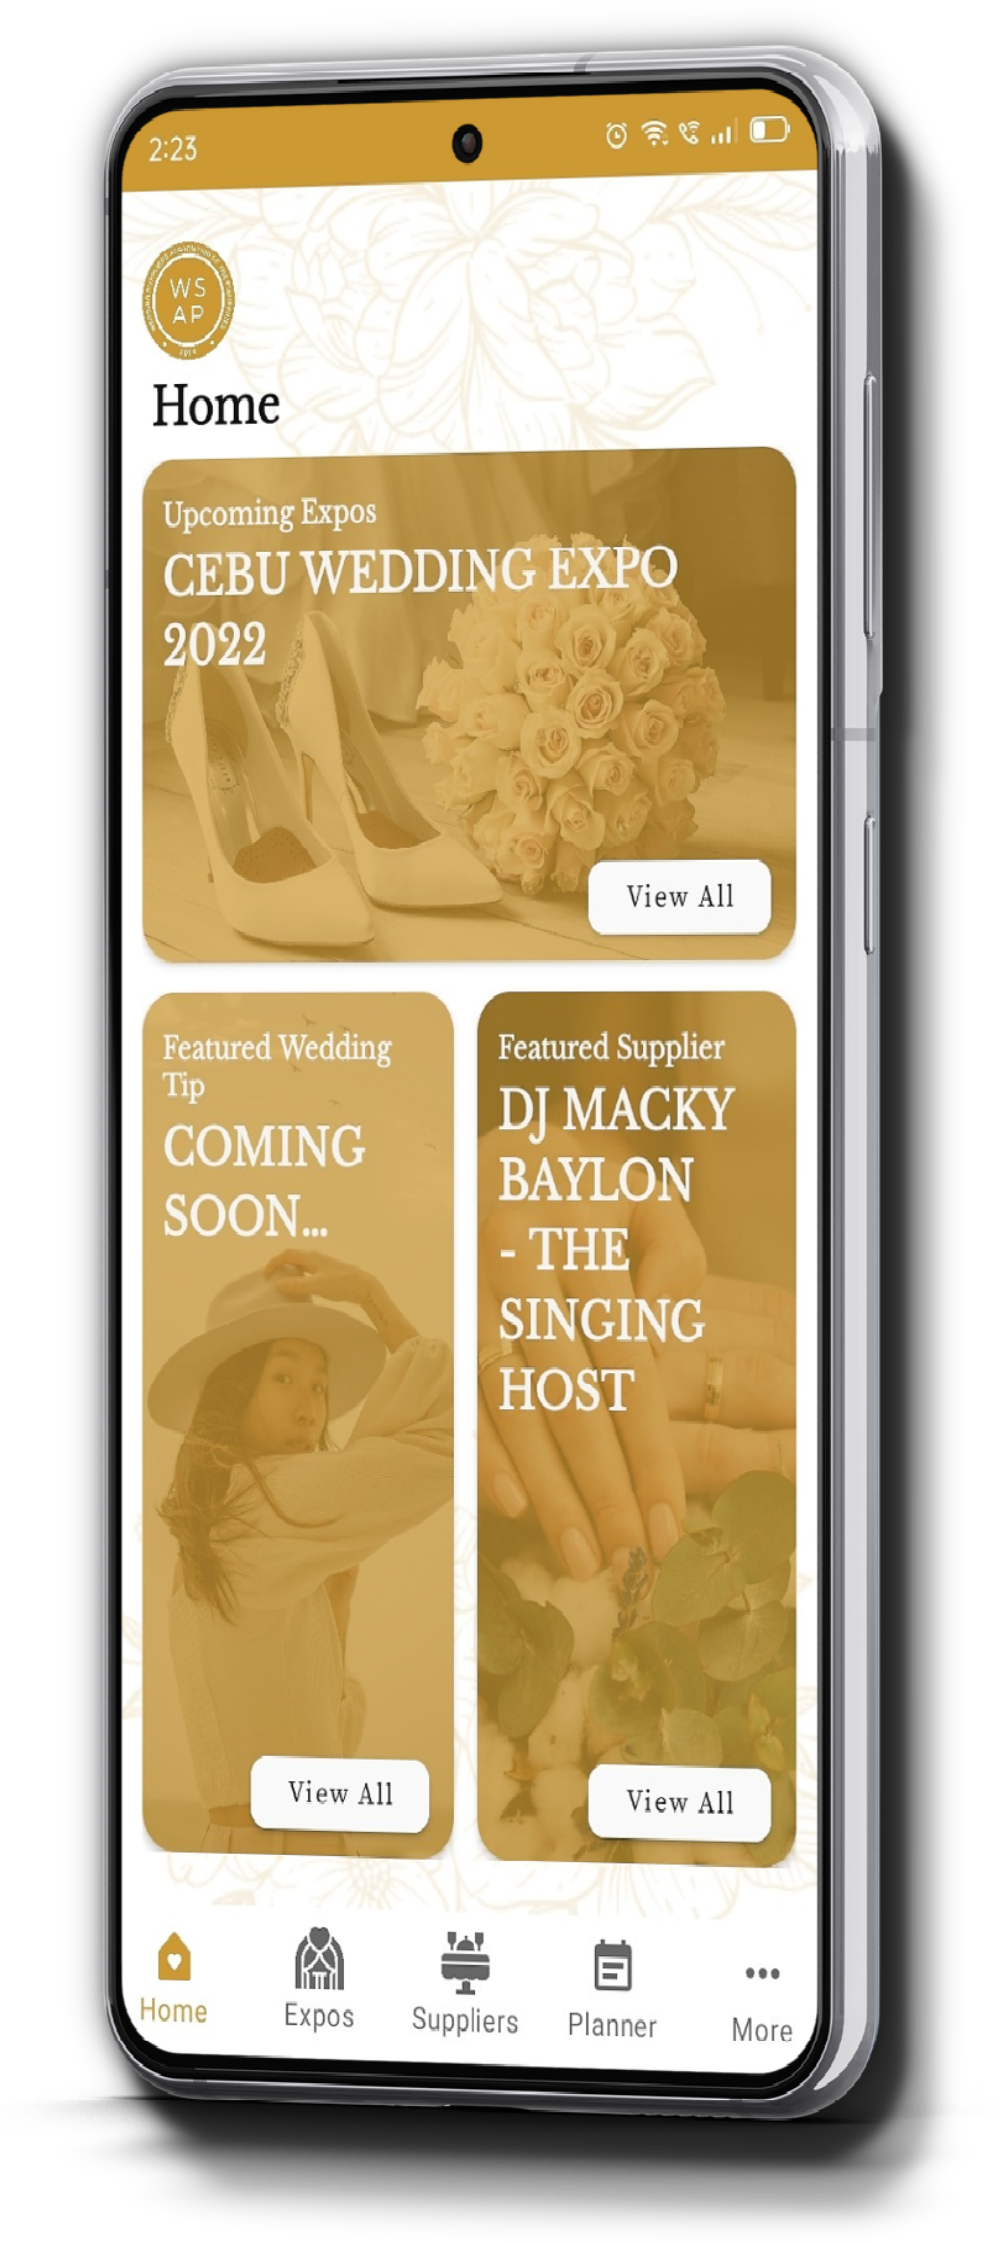 2:23
WS
AP
Home
Upcoming Expos
CEBU WEDDING EXPO
2022
View All
Featured Wedding
Tip
COMING
SOON...
View All
Featured Supplier
DJ MACKY
BAYLON
- THE
SINGING
HOST
View All
Home
Expos
Suppliers
Planner
More